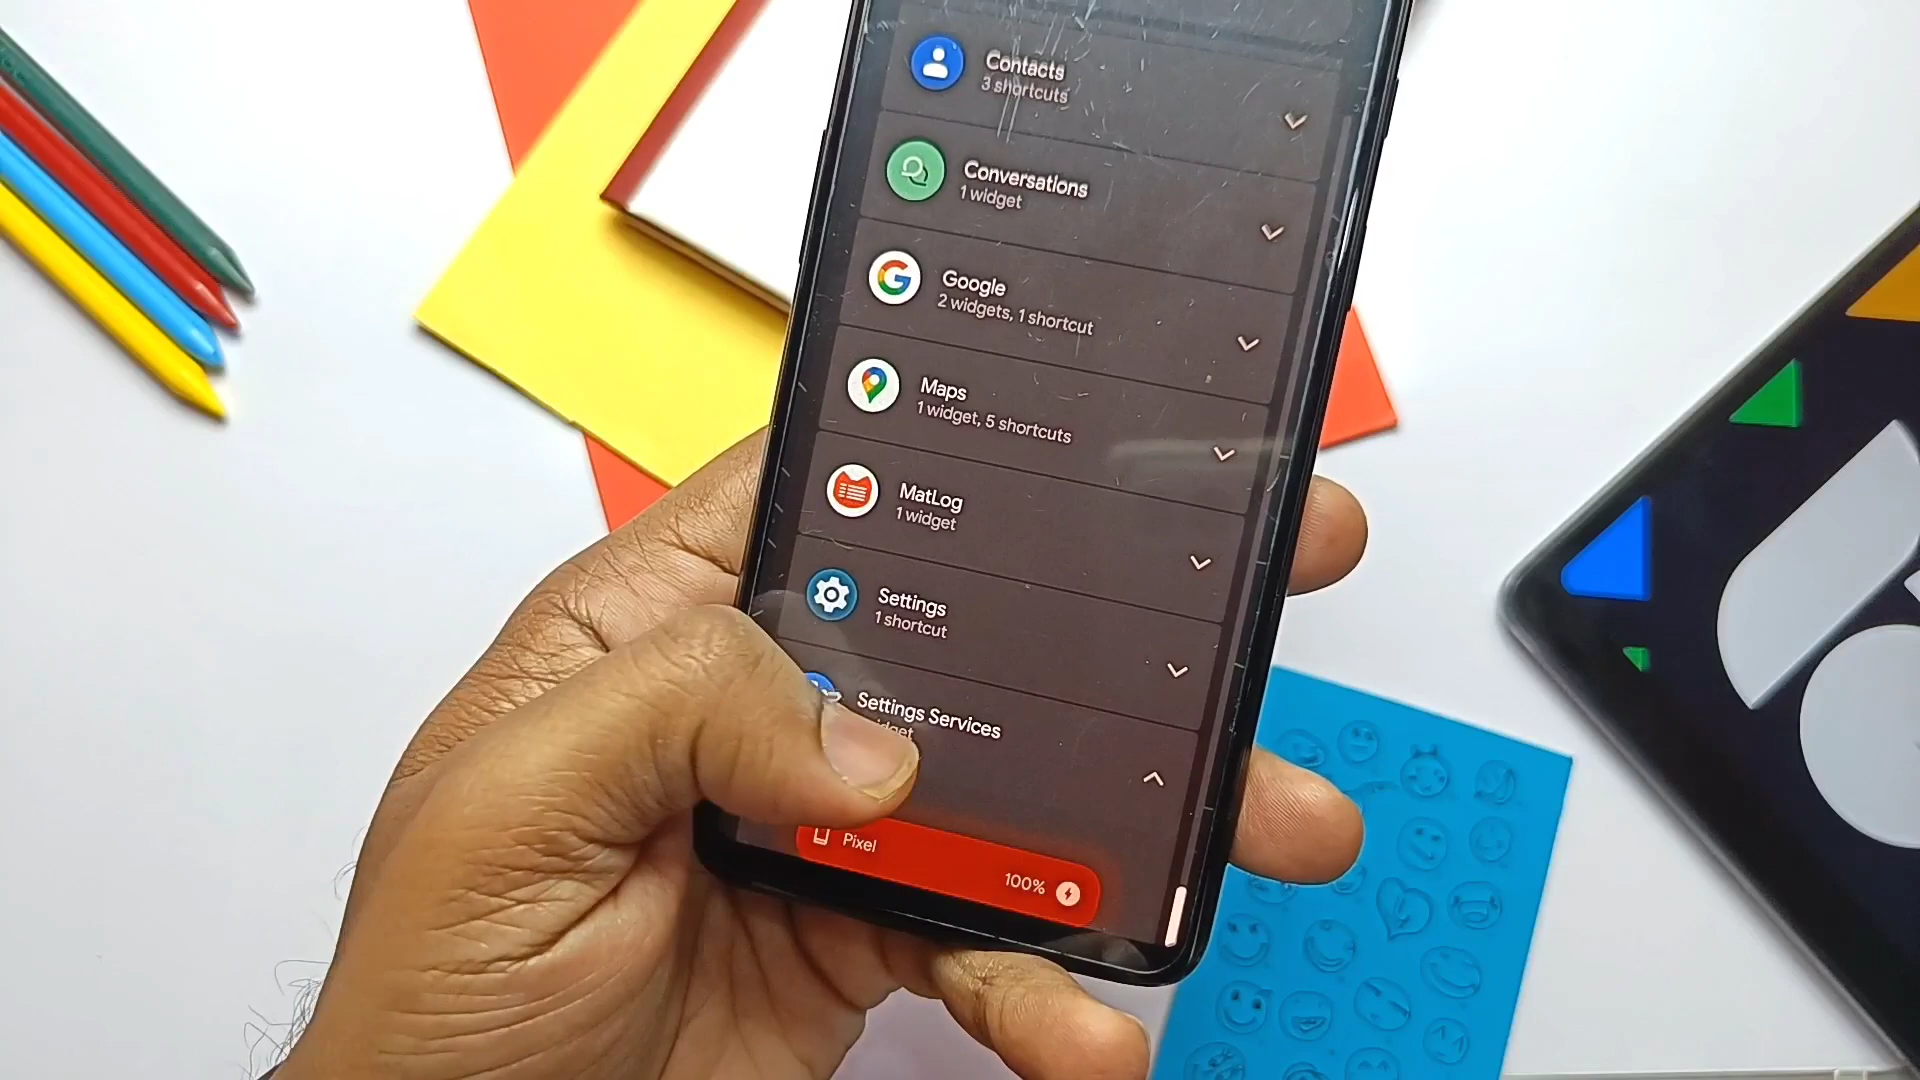 Contacts
3 shortcuts
Conversations
1 widget
Google
2 widgets, 1 shortcut
Maps
1 widget, 5 shortcuts
MatLog
1 widget
Settings
1 shortcut
Settings Services
Pixel
100%